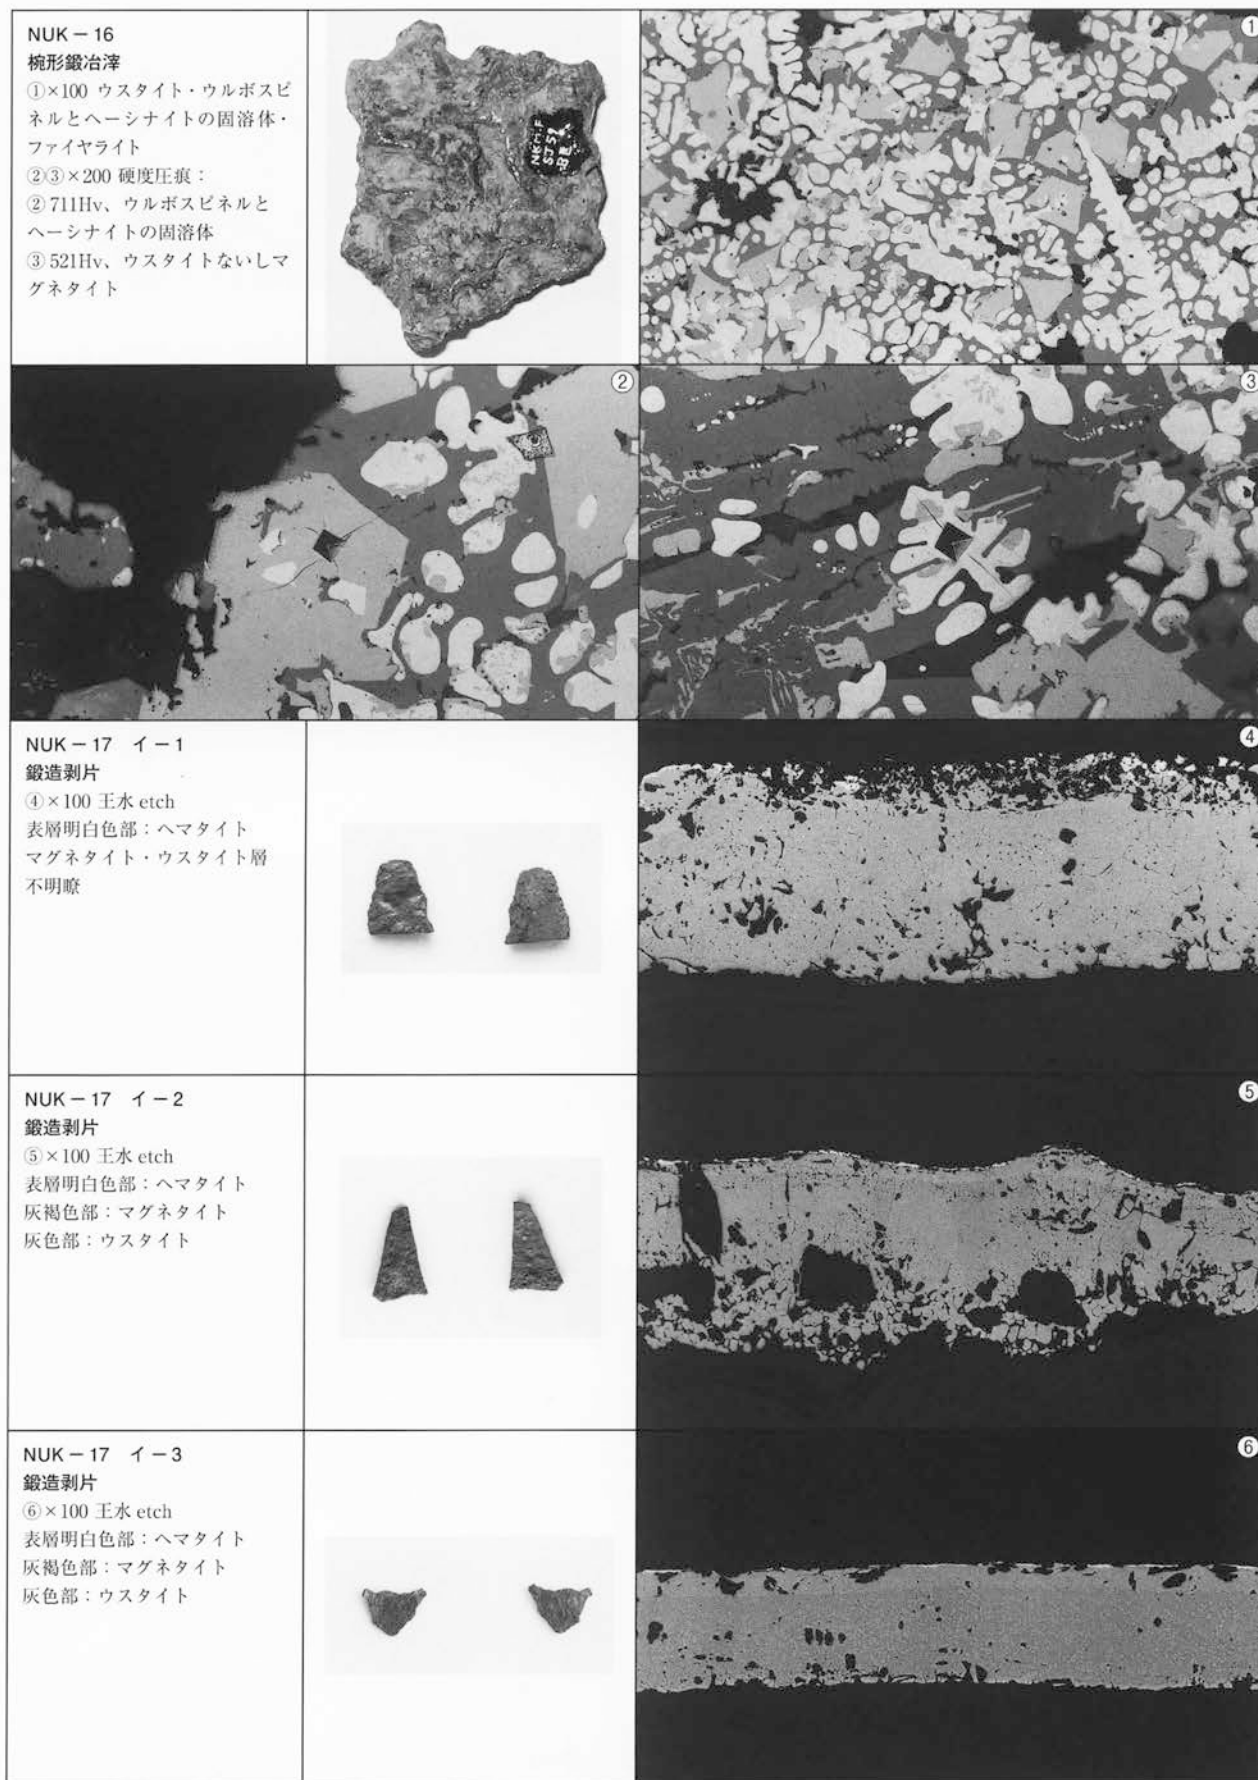 NUK－16
椀形鍛冶滓
①×100 ウスタイト・ウルボスピ
ネルとヘーシナイトの固溶体・
ファイヤライト
②③×200 硬度圧痕：
②711Hv、ウルボスピネルと
ヘーシナイトの固溶体
③521Hv、ウスタイトないしマ
グネタイト
①
②
③
NUK－17　イ－1
鍛造剥片
④×100 王水 etch
表層明白色部：ヘマタイト
マグネタイト・ウスタイト層
不明瞭
④
NUK－17　イ－2
鍛造剥片
⑤×100 王水 etch
表層明白色部：ヘマタイト
灰褐色部：マグネタイト
灰色部：ウスタイト
⑤
NUK－17　イ－3
鍛造剥片
⑥×100 王水 etch
表層明白色部：ヘマタイト
灰褐色部：マグネタイト
灰色部：ウスタイト
⑥